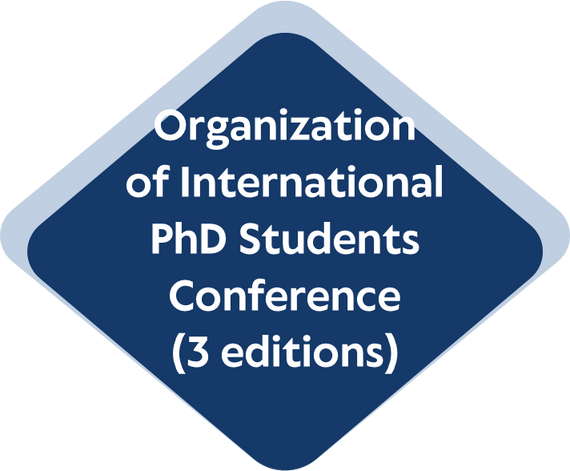 Organization
of International
PhD Students
Conference
(3 editions)